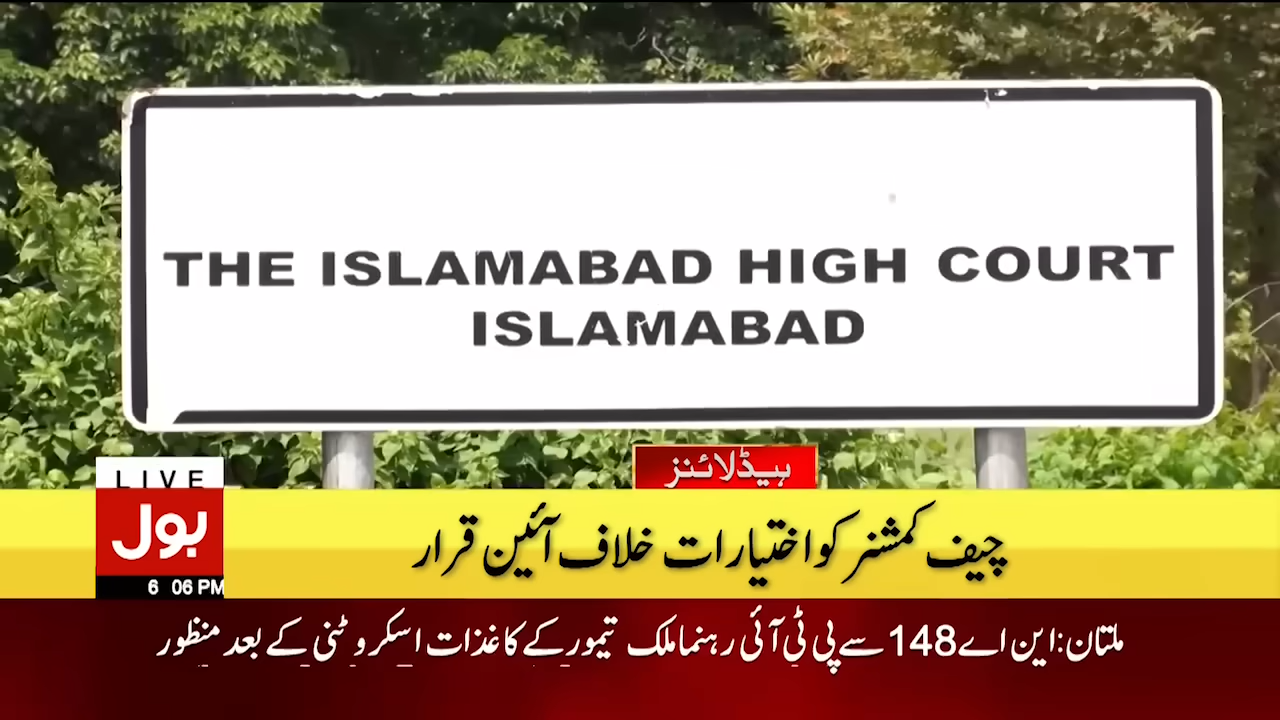 THE ISLAMABAD HIGH COURT
ISLAMABAD
ہیڈلائنز
LIVE
بول
6 06 PM
چیف کمشنر کو اختیارات خلاف آئین قرار
ملتان: این اے 148 سے پی ٹی آئی رہنما ملک تیمور کے کاغذات اسکروٹنی کے بعد منظور